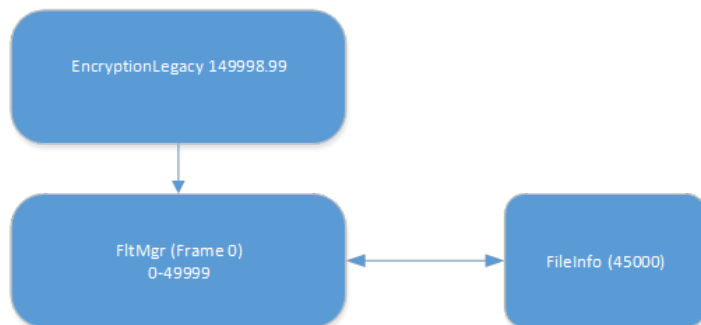 EncryptionLegacy 149998.99
FltMgr (Frame 0)
0-49999
FileInfo (45000)